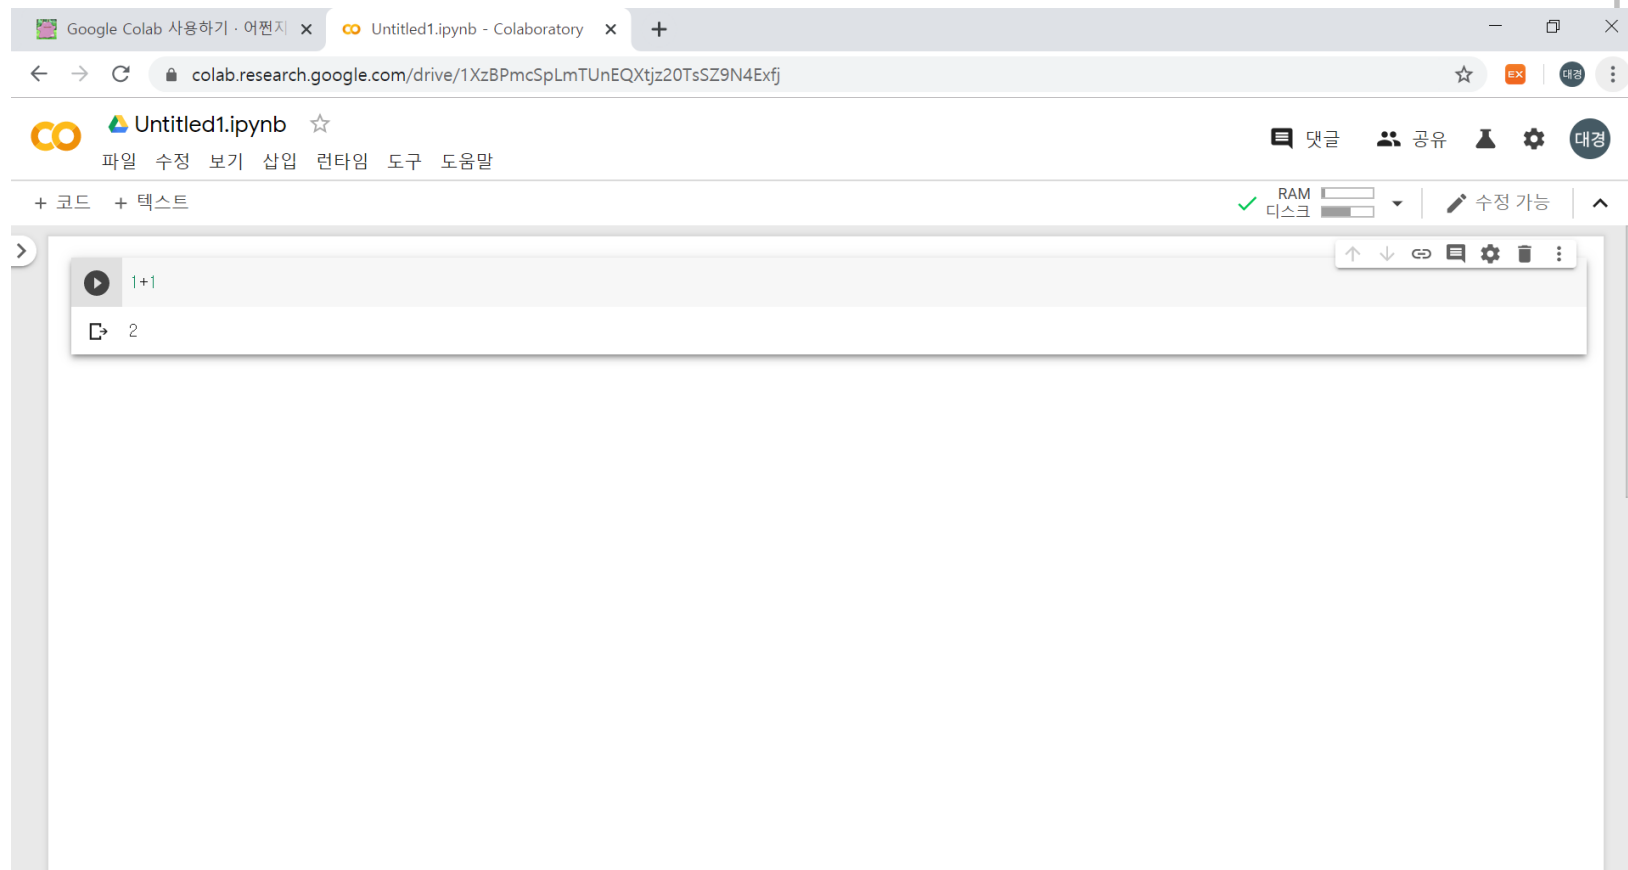 Google Colab 사용하기 · 어쩐지
Untitled1.ipynb - Colaboratory
colab.research.google.com/drive/1XzBPmcSpLmTUnEQXtjz20TsSZ9N4Exfj
EX
대경
Untitled1.ipynb
댓글
공유
대경
파일 수정 보기 삽입 런타임 도구 도움말
+ 코드 + 텍스트
RAM
디스크
수정 가능
1+1
2